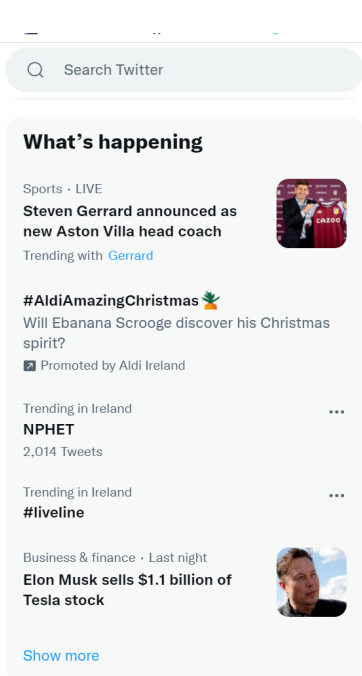 Search Twitter
What's happening
Sports · LIVE
Steven Gerrard announced as
new Aston Villa head coach
Trending with Gerrard
CAZOO
#AldiAmazingChristmas
Will Ebanana Scrooge discover his Christmas
spirit?
Promoted by Aldi Ireland
Trending in Ireland
NPHET
2,014 Tweets
Trending in Ireland
#liveline
Business & finance · Last night
Elon Musk sells $1.1 billion of
Tesla stock
Show more